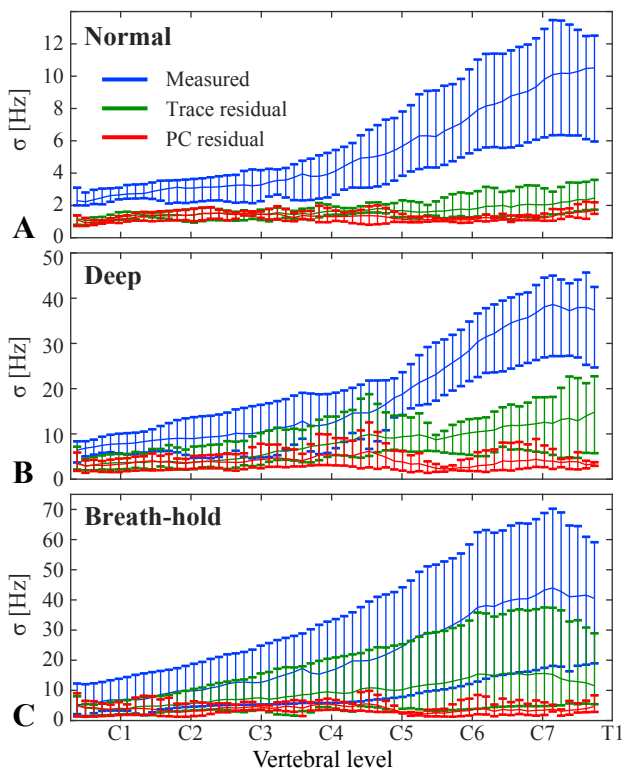 Normal
Measured
Trace residual
PC residual
σ [Hz]
12
10
8
6
4
2
0
A
Deep
σ [Hz]
50
40
30
20
10
0
B
Breath-hold
σ [Hz]
70
60
50
40
30
20
10
0
C
C1 C2 C3 C4 C5 C6 C7 T1
Vertebral level